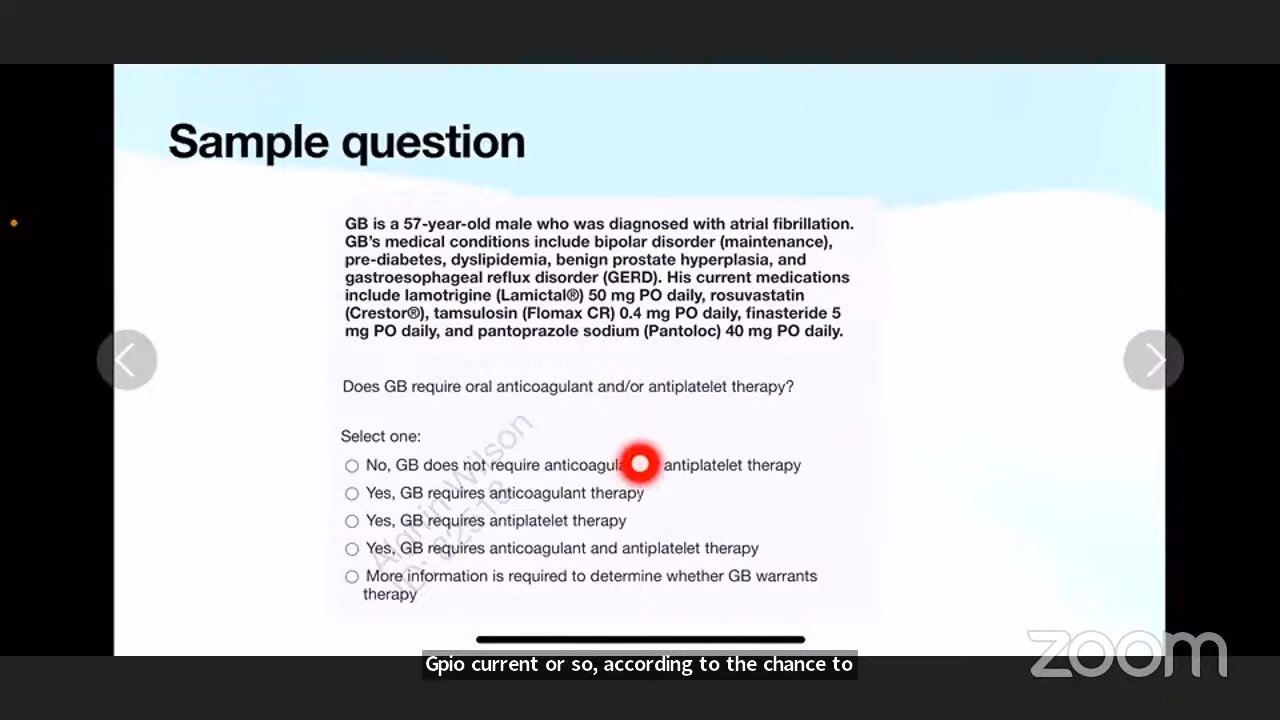 Sample question
GB is a 57-year-old male who was diagnosed with atrial fibrillation.
GB's medical conditions include bipolar disorder (maintenance),
pre-diabetes, dyslipidemia, benign prostate hyperplasia, and
gastroesophageal reflux disorder (GERD). His current medications
include lamotrigine (Lamictal®) 50 mg PO daily, rosuvastatin
(Crestor®), tamsulosin (Flomax CR) 0.4 mg PO daily, finasteride 5
mg PO daily, and pantoprazole sodium (Pantoloc) 40 mg PO daily.
Does GB require oral anticoagulant and/or antiplatelet therapy?
Select one:
No, GB does not require antiplatelet therapy
Yes, GB requires anticoagulant therapy
Yes, GB requires antiplatelet therapy
Yes, GB requires anticoagulant and antiplatelet therapy
More information is required to determine whether GB warrants
therapy
Wilson
ID:
zoom
Gpio current or so, according to the chance to